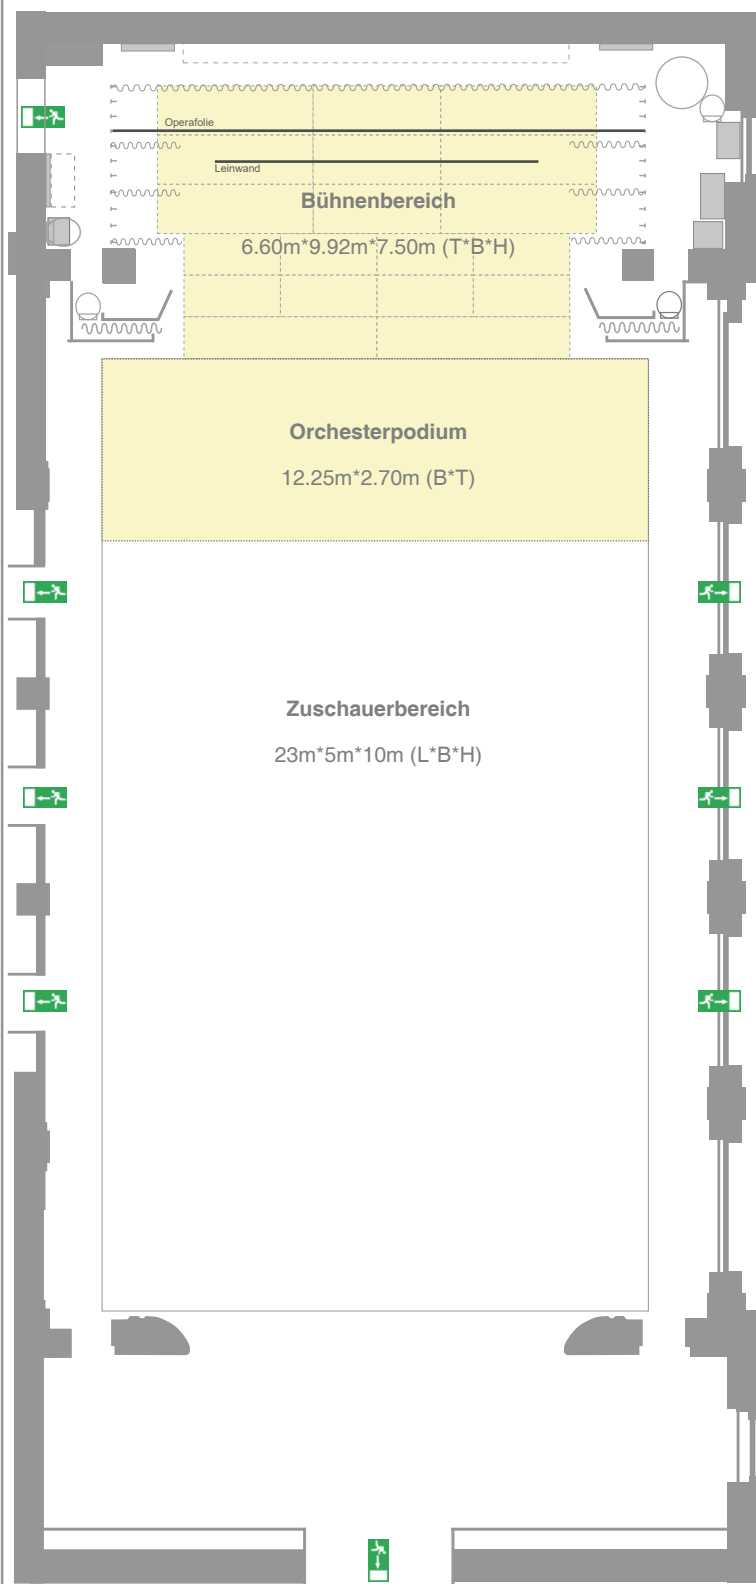 Operafolie
Leinwand
Bühnenbereich
6.60m*9.92m*7.50m (T*B*H)
Orchesterpodium
12.25m*2.70m (B*T)
Zuschauerbereich
23m*5m*10m (L*B*H)